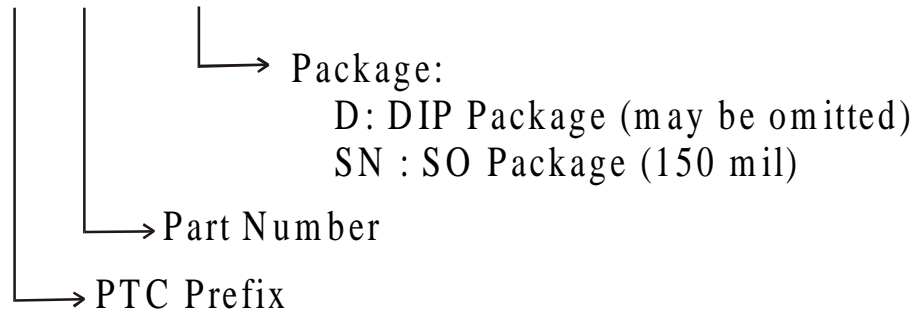 Package:
D: DIP Package (may be omitted)
SN : SO Package (150 mil)
Part Number
PTC Prefix